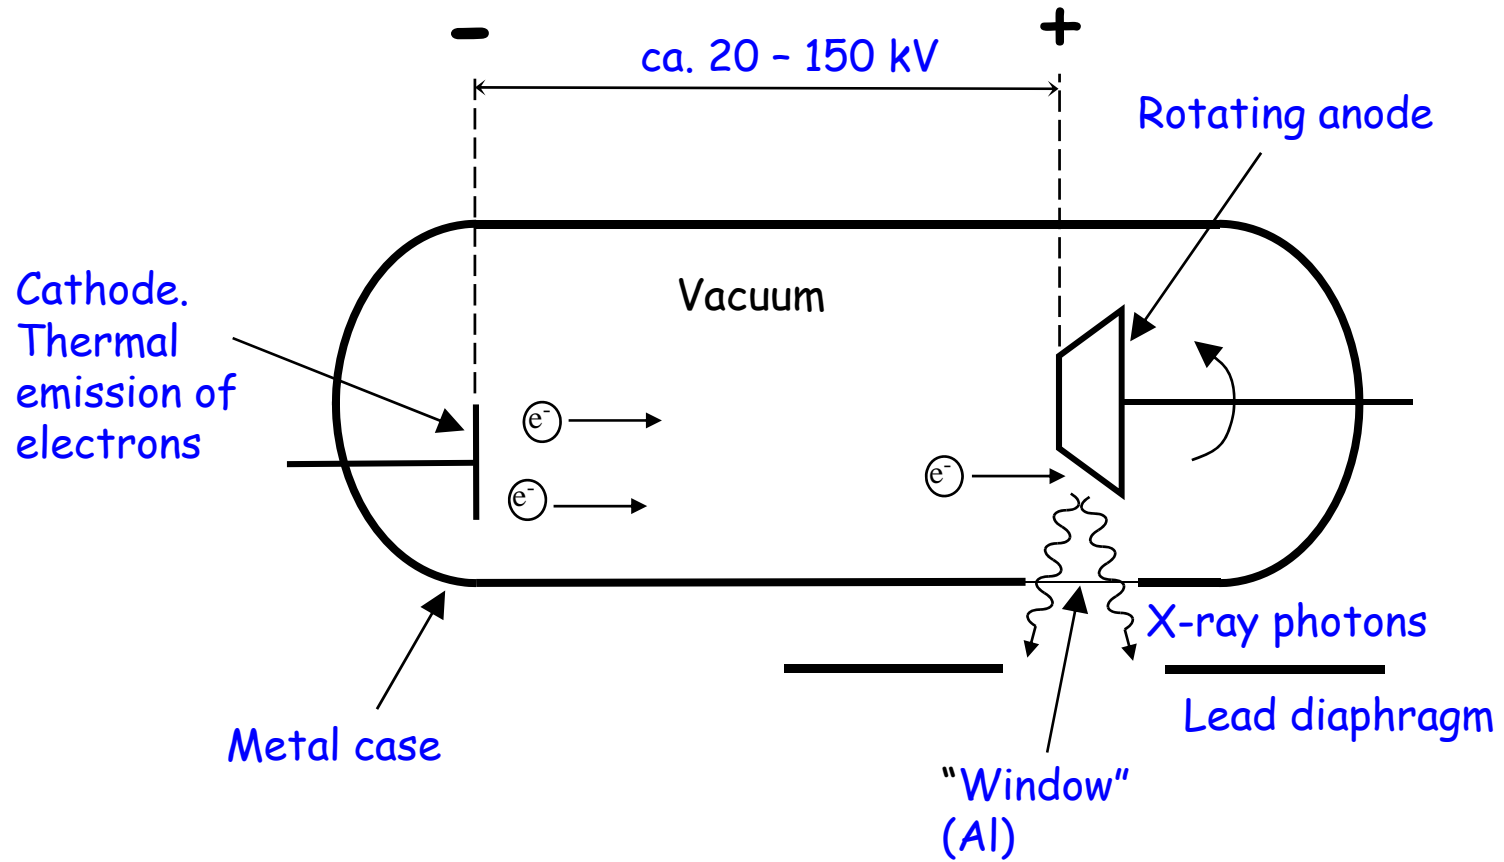 -
+
ca. 20 – 150 kV
Rotating anode
Vacuum
Cathode.
Thermal
emission of
electrons
e-
e-
e-
X-ray photons
Lead diaphragm
Metal case
“Window”
(Al)